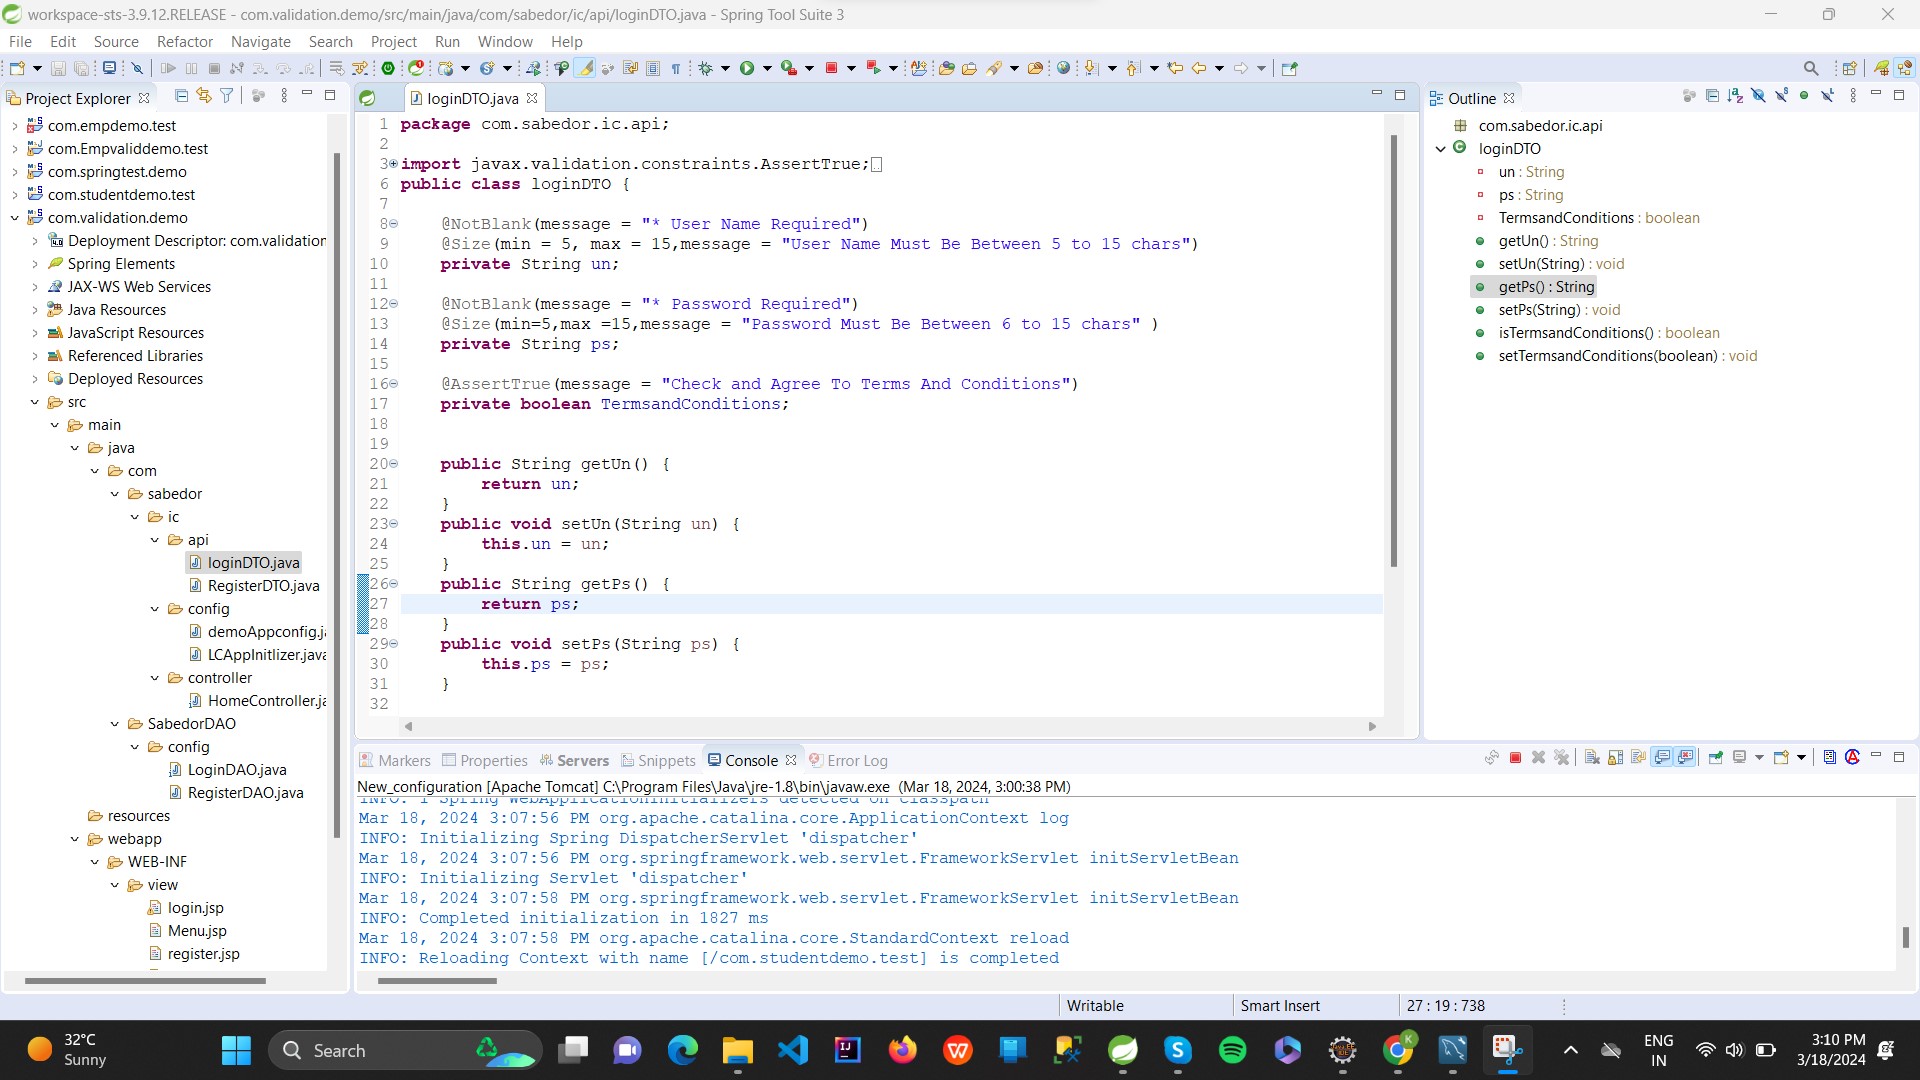 workspace-sts-3.9.12.RELEASE - com.validation.demo/src/main/java/com/sabedor/ic/api/loginDTO.java - Spring Tool Suite 3
File Edit Source Refactor Navigate Search Project Run Window Help
Project Explorer
com.empdemo.test
com.Empvaliddemo.test
com.springtest.demo
com.studentdemo.test
com.validation.demo
Deployment Descriptor: com.validation
Spring Elements
JAX-WS Web Services
Java Resources
JavaScript Resources
Referenced Libraries
Deployed Resources
src
main
java
com
sabedor
ic
api
loginDTO.java
RegisterDTO.java
config
demoAppconfig.j
LCAppInitlizer.java
controller
HomeController.ja
SabedorDAO
config
LoginDAO.java
RegisterDAO.java
resources
webapp
WEB-INF
view
login.jsp
Menu.jsp
register.jsp
loginDTO.java
1 package com.sabedor.ic.api;
2
3 import javax.validation.constraints.AssertTrue;
6 public class loginDTO {
7
8 @NotBlank(message = "* User Name Required")
9 @Size(min = 5, max = 15,message = "User Name Must Be Between 5 to 15 chars")
10 private String un;
11
12 @NotBlank(message = "* Password Required")
13 @Size(min=5,max =15,message = "Password Must Be Between 6 to 15 chars" )
14 private String ps;
15
16 @AssertTrue(message = "Check and Agree To Terms And Conditions")
17 private boolean TermsandConditions;
18
19
20 public String getUn() {
21 return un;
22 }
23 public void setUn(String un) {
24 this.un = un;
25 }
26 public String getPs() {
27 return ps;
28 }
29 public void setPs(String ps) {
30 this.ps = ps;
31 }
32
Outline
com.sabedor.ic.api
loginDTO
un : String
ps : String
TermsandConditions : boolean
getUn() : String
setUn(String) : void
getPs() : String
setPs(String) : void
isTermsandConditions() : boolean
setTermsandConditions(boolean) : void
Markers Properties Servers Snippets Console Error Log
New_configuration [Apache Tomcat] C:\Program Files\Java\jre-1.8\bin\javaw.exe (Mar 18, 2024, 3:00:38 PM)
INFO: 1 Spring WebApplicationInitializers detected on classpath
Mar 18, 2024 3:07:56 PM org.apache.catalina.core.ApplicationContext log
INFO: Initializing Spring DispatcherServlet 'dispatcher'
Mar 18, 2024 3:07:56 PM org.springframework.web.servlet.FrameworkServlet initServletBean
INFO: Initializing Servlet 'dispatcher'
Mar 18, 2024 3:07:58 PM org.springframework.web.servlet.FrameworkServlet initServletBean
INFO: Completed initialization in 1827 ms
Mar 18, 2024 3:07:58 PM org.apache.catalina.core.StandardContext reload
INFO: Reloading Context with name [/com.studentdemo.test] is completed
Writable Smart Insert 27 : 19 : 738
32°C
Sunny
Search
ENG
IN
3:10 PM
3/18/2024